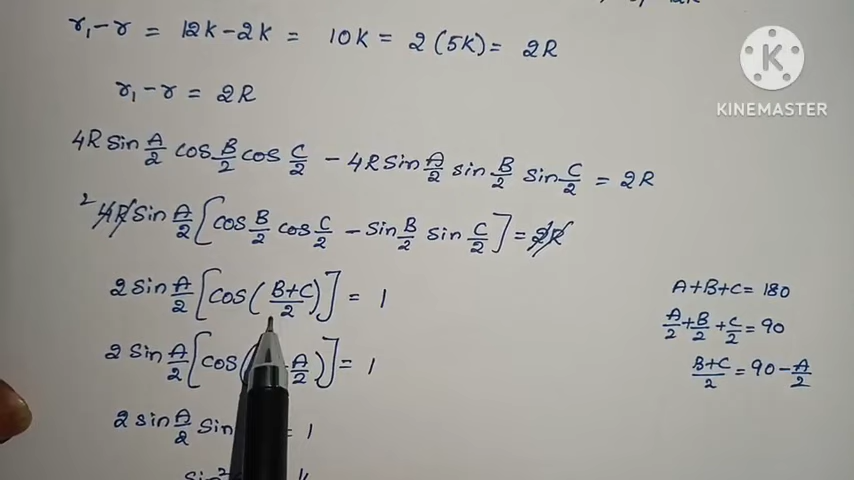 r₁-r = 12K-2K = 10K = 2(5K) = 2R
r₁-r = 2R
4R sin A/2 cos B/2 cos C/2 - 4R sin A/2 sin B/2 sin C/2 = 2R
2 4R sin A/2 [cos B/2 cos C/2 - sin B/2 sin C/2] = 2R
2 sin A/2 [cos (B+C/2)] = 1
2 sin A/2 [cos ( - A/2)] = 1
2 sin A/2 sin = 1
A+B+C = 180
A/2 + B/2 + C/2 = 90
B+C/2 = 90 - A/2
K
KINEMASTER